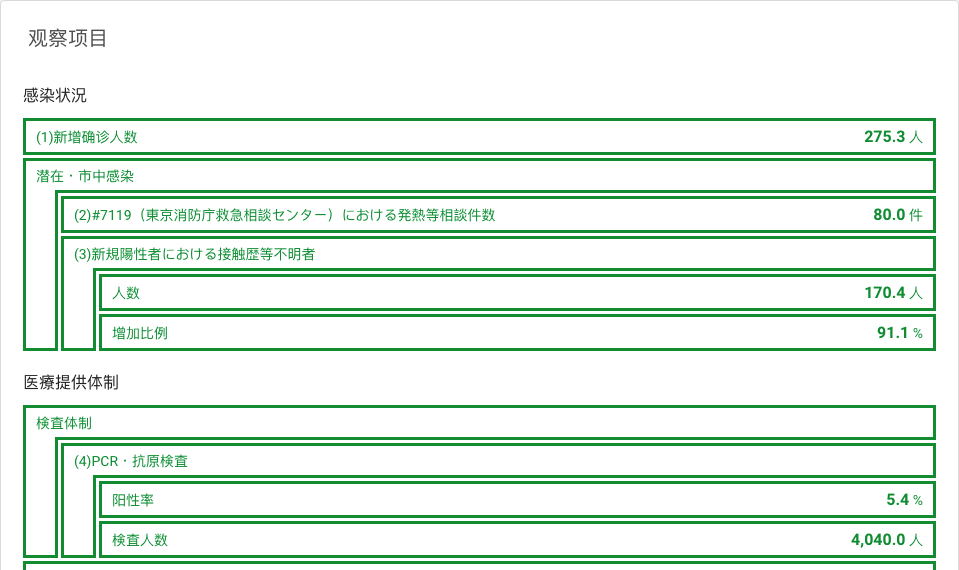 观察项目
感染状況
(1)新增确诊人数 275.3 人
潜在・市中感染
(2)#7119（東京消防庁救急相談センター）における発熱等相談件数 80.0 件
(3)新規陽性者における接触歴等不明者
人数 170.4 人
增加比例 91.1 %
医療提供体制
検査体制
(4)PCR・抗原検査
阳性率 5.4 %
検査人数 4,040.0 人